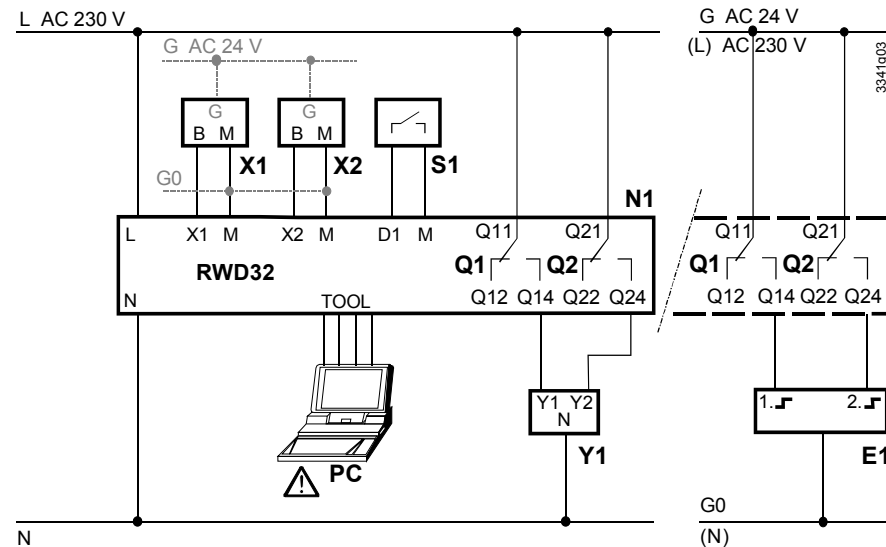 L AC 230 V
G AC 24 V
G AC 24 V
(L) AC 230 V
3341g03
G
G
B M
B M
X1
X2
S1
G0
N1
L
X1 M
X2 M
D1 M
Q11
Q21
Q11
Q21
RWD32
Q1
Q2
Q1
Q2
N
TOOL
Q12 Q14 Q22 Q24
Q12 Q14 Q22 Q24
Y1 Y2
N
1.
2.
Y1
E1
PC
G0
N
(N)